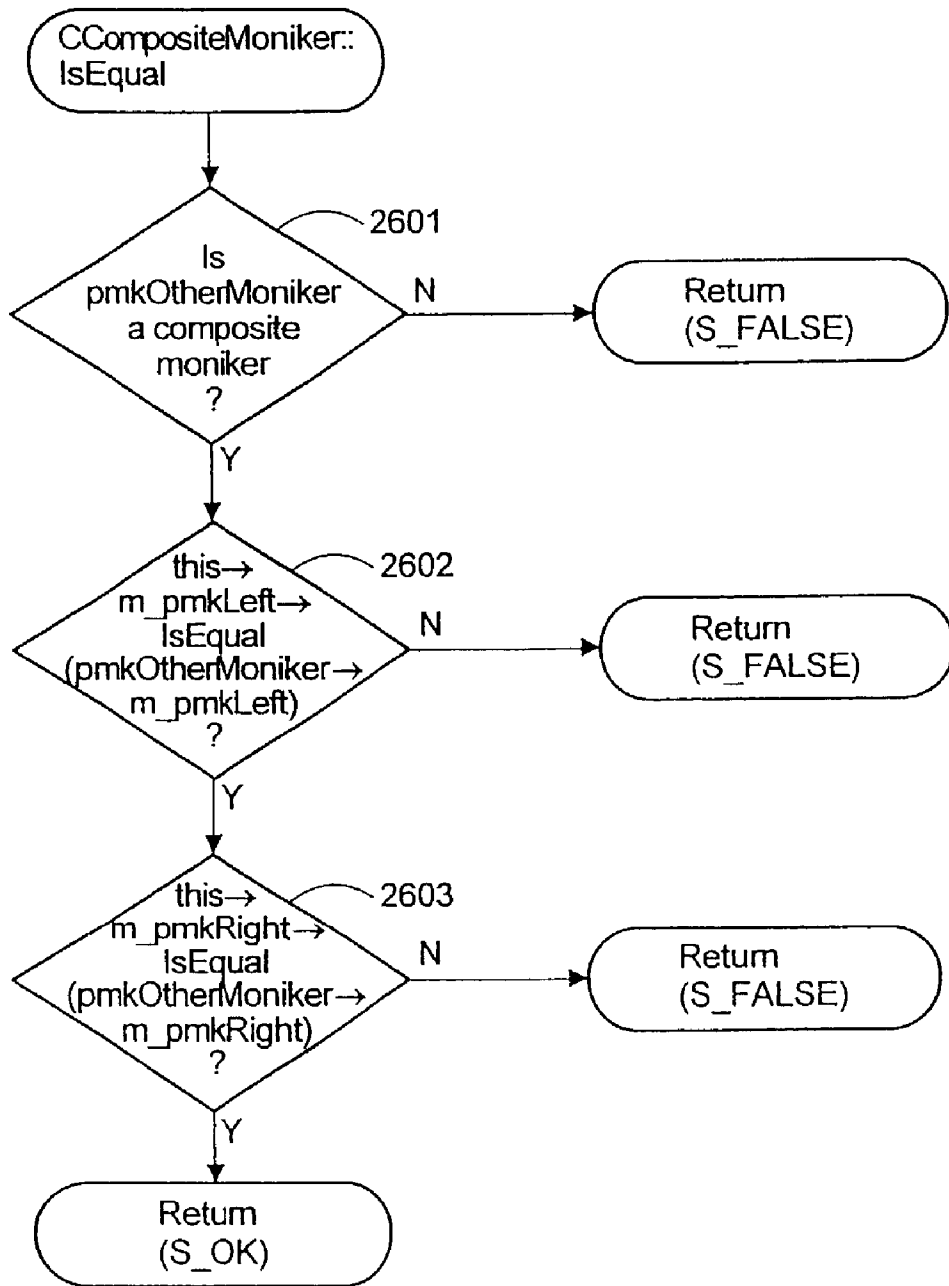 CCompositeMoniker::
IsEqual
2601
Is
pmkOtherMoniker
a composite
moniker
?
N
Return
(S_FALSE)
Y
2602
this→
m_pmkLeft→
IsEqual
(pmkOtherMoniker→
m_pmkLeft)
?
N
Return
(S_FALSE)
Y
2603
this→
m_pmkRight→
IsEqual
(pmkOtherMoniker→
m_pmkRight)
?
N
Return
(S_FALSE)
Y
Return
(S_OK)